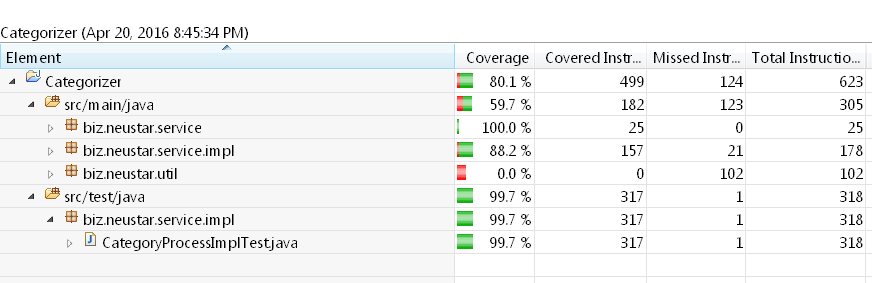 Categorizer (Apr 20, 2016 8:45:34 PM)
Element Coverage Covered Instr... Missed Instr... Total Instructio...
Categorizer 80.1 % 499 124 623
src/main/java 59.7 % 182 123 305
biz.neustar.service 100.0 % 25 0 25
biz.neustar.service.impl 88.2 % 157 21 178
biz.neustar.util 0.0 % 0 102 102
src/test/java 99.7 % 317 1 318
biz.neustar.service.impl 99.7 % 317 1 318
CategoryProcessImplTest.java 99.7 % 317 1 318